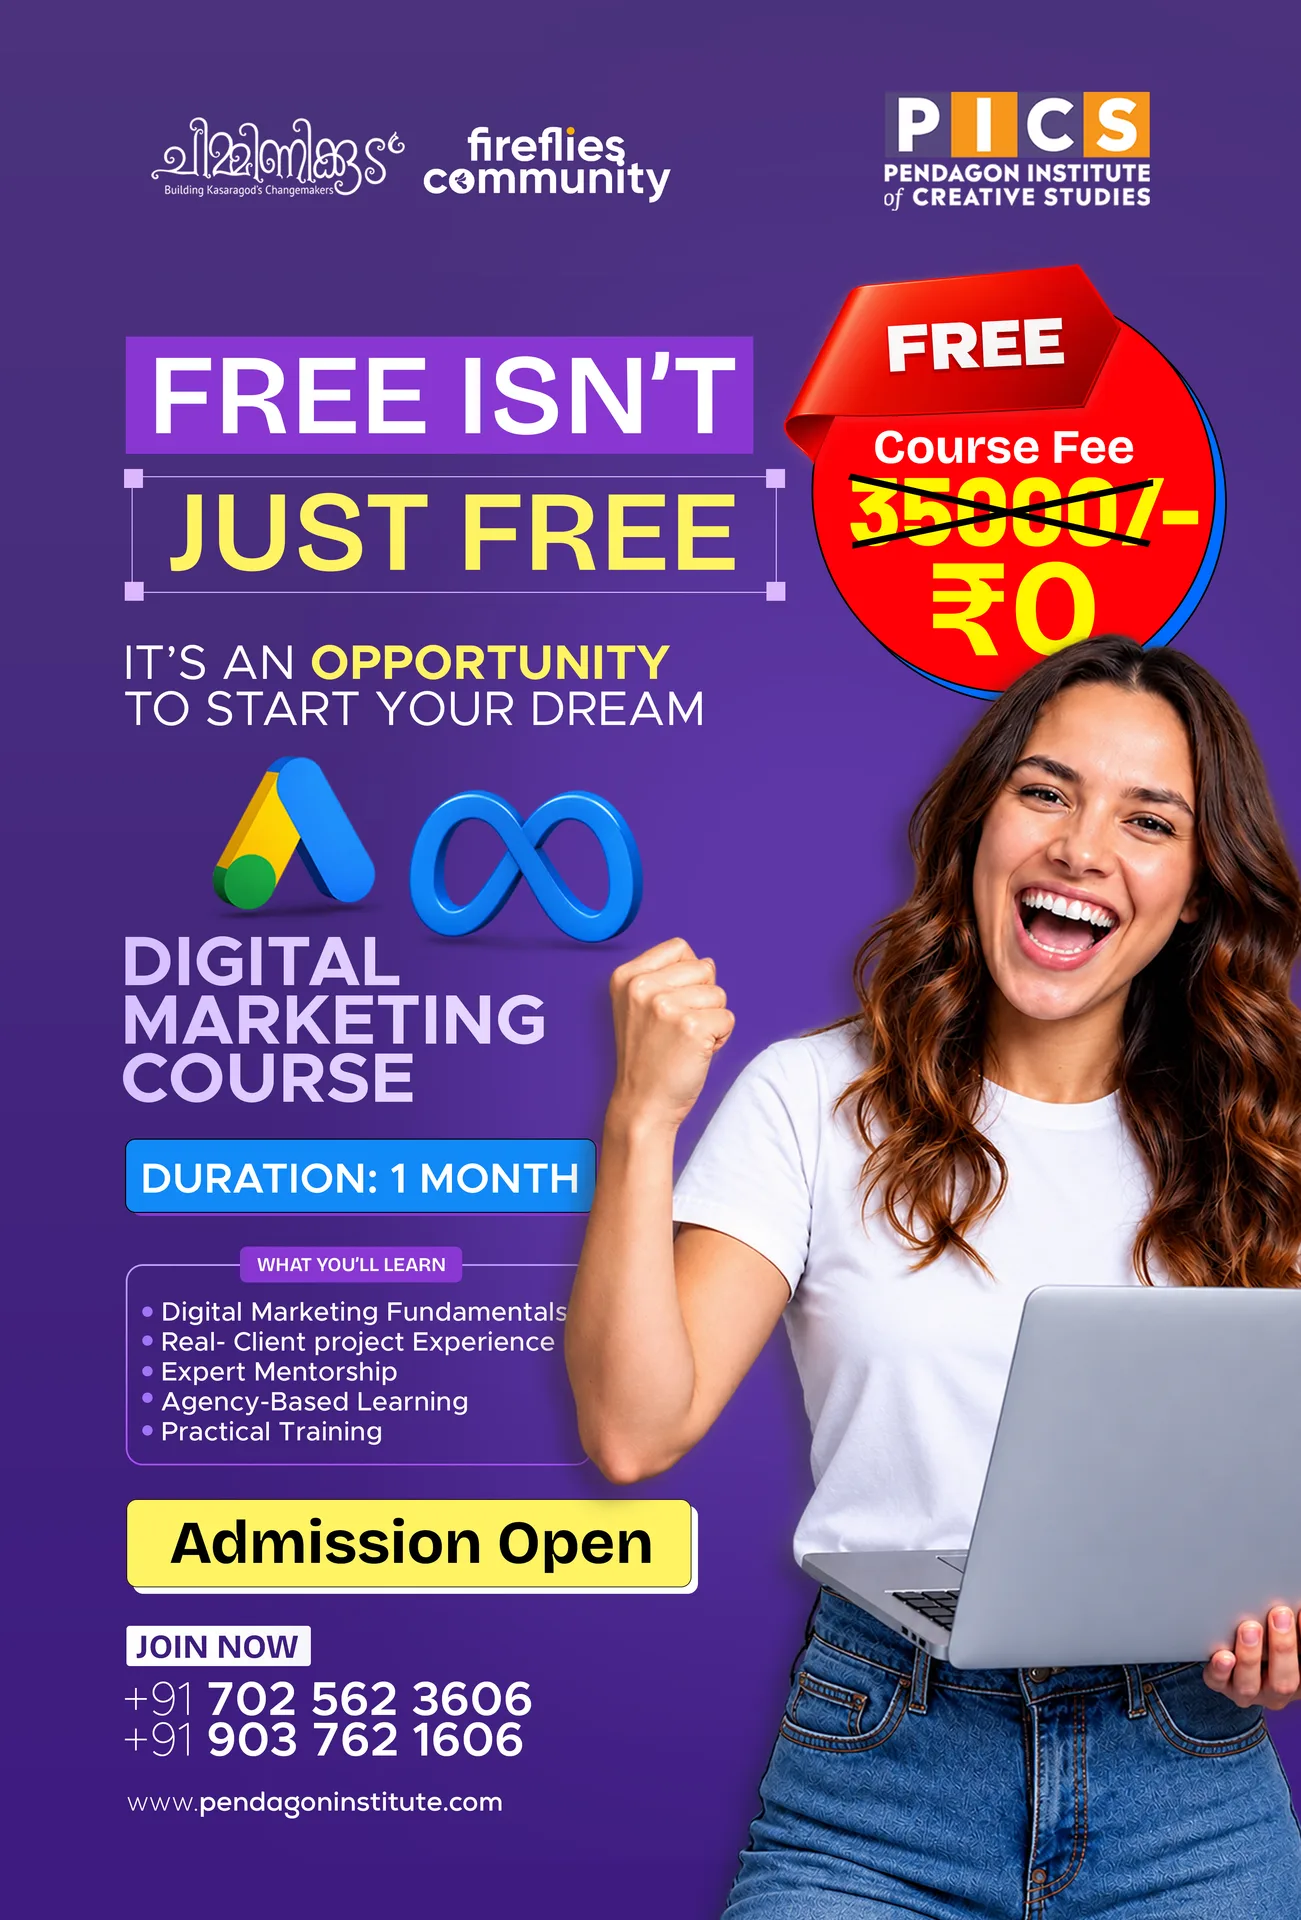 ചിമ്മിണിക്കൂട്
Building Kasaragod's Changemakers
fireflies
community
PICS
PENDAGON INSTITUTE
of CREATIVE STUDIES
FREE
Course Fee
35000/-
₹0
FREE ISN'T
JUST FREE
IT'S AN OPPORTUNITY
TO START YOUR DREAM
DIGITAL
MARKETING
COURSE
DURATION: 1 MONTH
WHAT YOU'LL LEARN
• Digital Marketing Fundamentals
• Real- Client project Experience
• Expert Mentorship
• Agency-Based Learning
• Practical Training
Admission Open
JOIN NOW
+91 702 562 3606
+91 903 762 1606
www.pendagoninstitute.com